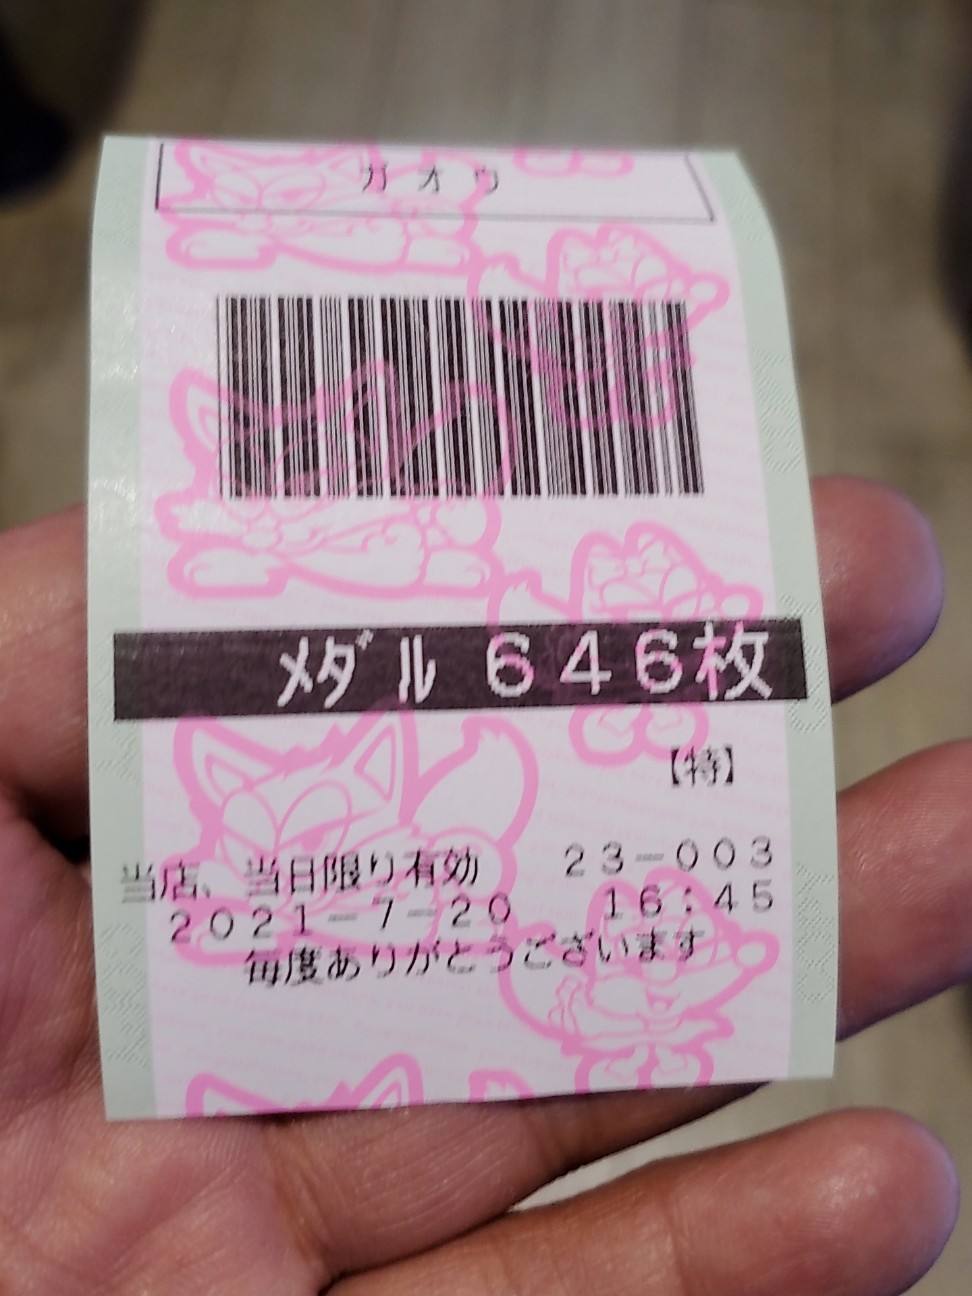 ガオウ
メダル 646枚
【特】
当店、当日限り有効 23-003
2021-7-20 16:45
毎度ありがとうございます